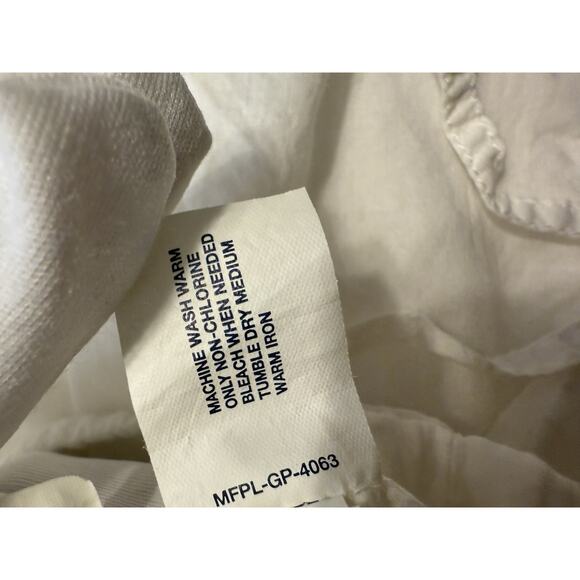 MACHINE WASH WARM
ONLY NON-CHLORINE
BLEACH WHEN NEEDED
TUMBLE DRY MEDIUM
WARM IRON
MFPL-GP-4063